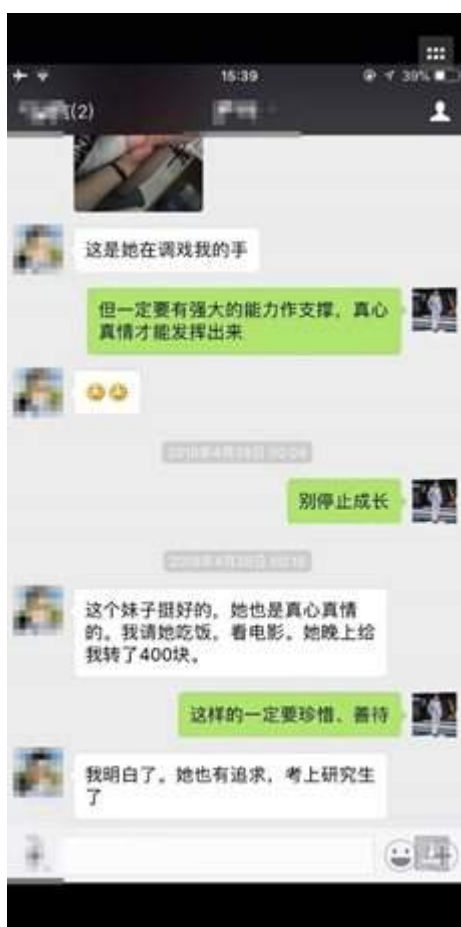 15:39
39%
(2)
这是她在调戏我的手
但一定要有强大的能力作支撑，真心
真情才能发挥出来
别停止成长
这个妹子挺好的，她也是真心真情
的。我请她吃饭，看电影。她晚上给
我转了400块。
这样的一定要珍惜、善待
我明白了。她也有追求，考上研究生
了